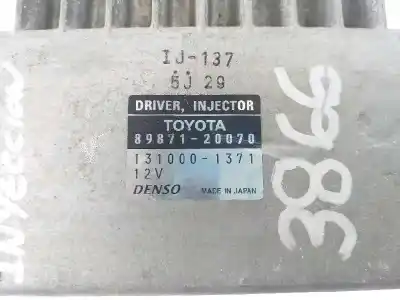 IJ-137
5J 29
DRIVER, INJECTOR
TOYOTA
89871-20070
131000-1371
12V
DENSO MADE IN JAPAN
3866